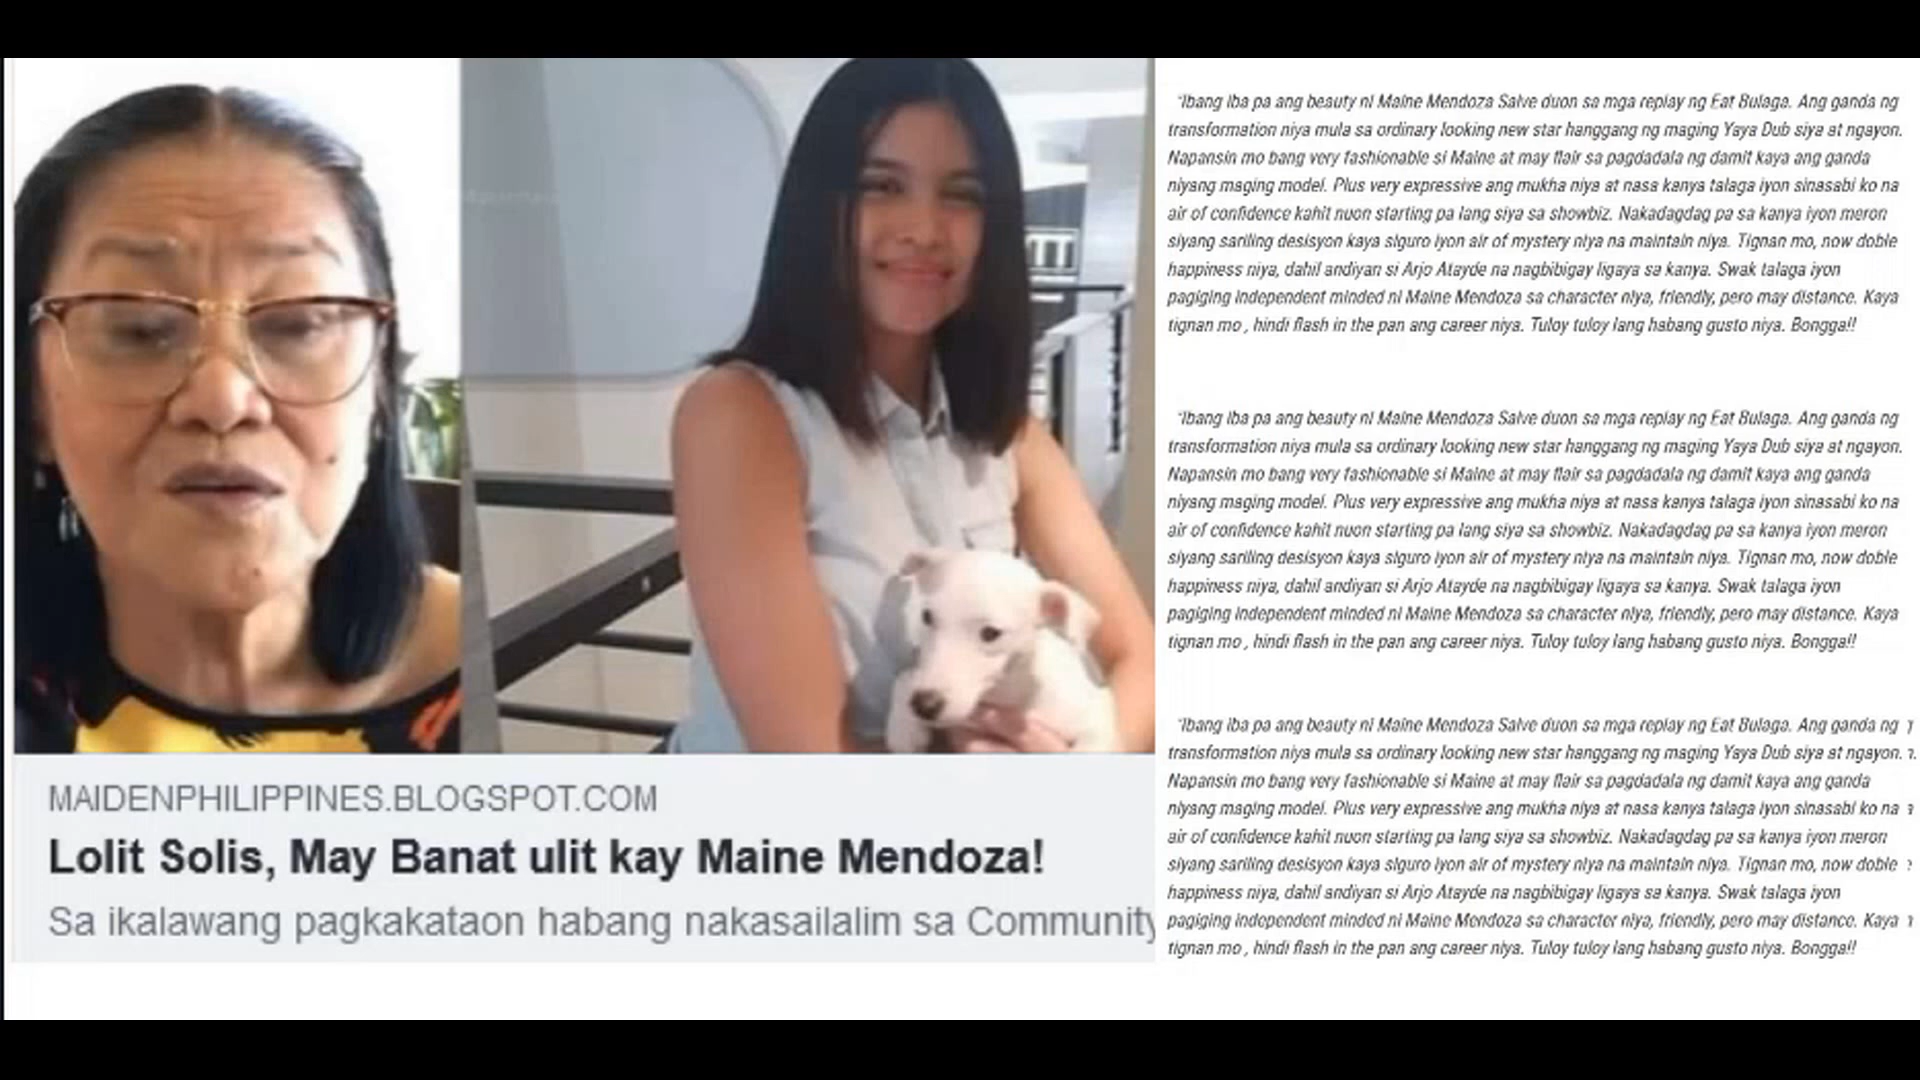 MAIDENPHILIPPINES.BLOGSPOT.COM
Lolit Solis, May Banat ulit kay Maine Mendoza!
Sa ikalawang pagkakataon habang nakasailalim sa Community
"Ibang iba pa ang beauty ni Maine Mendoza Salve duon sa mga replay ng Eat Bulaga. Ang ganda ng
transformation niya mula sa ordinary looking new star hanggang ng maging Yaya Dub siya at ngayon.
Napansin mo bang very fashionable si Maine at may flair sa pagdadala ng damit kaya ang ganda
niyang maging model. Plus very expressive ang mukha niya at nasa kanya talaga iyon sinasabi ko na
air of confidence kahit nuon starting pa lang siya sa showbiz. Nakadagdag pa sa kanya iyon meron
siyang sariling desisyon kaya siguro iyon air of mystery niya na maintain niya. Tignan mo, now doble
happiness niya, dahil andiyan si Arjo Atayde na nagbibigay ligaya sa kanya. Swak talaga iyon
pagiging independent minded ni Maine Mendoza sa character niya, friendly, pero may distance. Kaya
tignan mo , hindi flash in the pan ang career niya. Tuloy tuloy lang habang gusto niya. Bongga!!
"Ibang iba pa ang beauty ni Maine Mendoza Salve duon sa mga replay ng Eat Bulaga. Ang ganda ng
transformation niya mula sa ordinary looking new star hanggang ng maging Yaya Dub siya at ngayon.
Napansin mo bang very fashionable si Maine at may flair sa pagdadala ng damit kaya ang ganda
niyang maging model. Plus very expressive ang mukha niya at nasa kanya talaga iyon sinasabi ko na
air of confidence kahit nuon starting pa lang siya sa showbiz. Nakadagdag pa sa kanya iyon meron
siyang sariling desisyon kaya siguro iyon air of mystery niya na maintain niya. Tignan mo, now doble
happiness niya, dahil andiyan si Arjo Atayde na nagbibigay ligaya sa kanya. Swak talaga iyon
pagiging independent minded ni Maine Mendoza sa character niya, friendly, pero may distance. Kaya
tignan mo , hindi flash in the pan ang career niya. Tuloy tuloy lang habang gusto niya. Bongga!!
"Ibang iba pa ang beauty ni Maine Mendoza Salve duon sa mga replay ng Eat Bulaga. Ang ganda ng
transformation niya mula sa ordinary looking new star hanggang ng maging Yaya Dub siya at ngayon.
Napansin mo bang very fashionable si Maine at may flair sa pagdadala ng damit kaya ang ganda
niyang maging model. Plus very expressive ang mukha niya at nasa kanya talaga iyon sinasabi ko na
air of confidence kahit nuon starting pa lang siya sa showbiz. Nakadagdag pa sa kanya iyon meron
siyang sariling desisyon kaya siguro iyon air of mystery niya na maintain niya. Tignan mo, now doble
happiness niya, dahil andiyan si Arjo Atayde na nagbibigay ligaya sa kanya. Swak talaga iyon
pagiging independent minded ni Maine Mendoza sa character niya, friendly, pero may distance. Kaya
tignan mo , hindi flash in the pan ang career niya. Tuloy tuloy lang habang gusto niya. Bongga!!